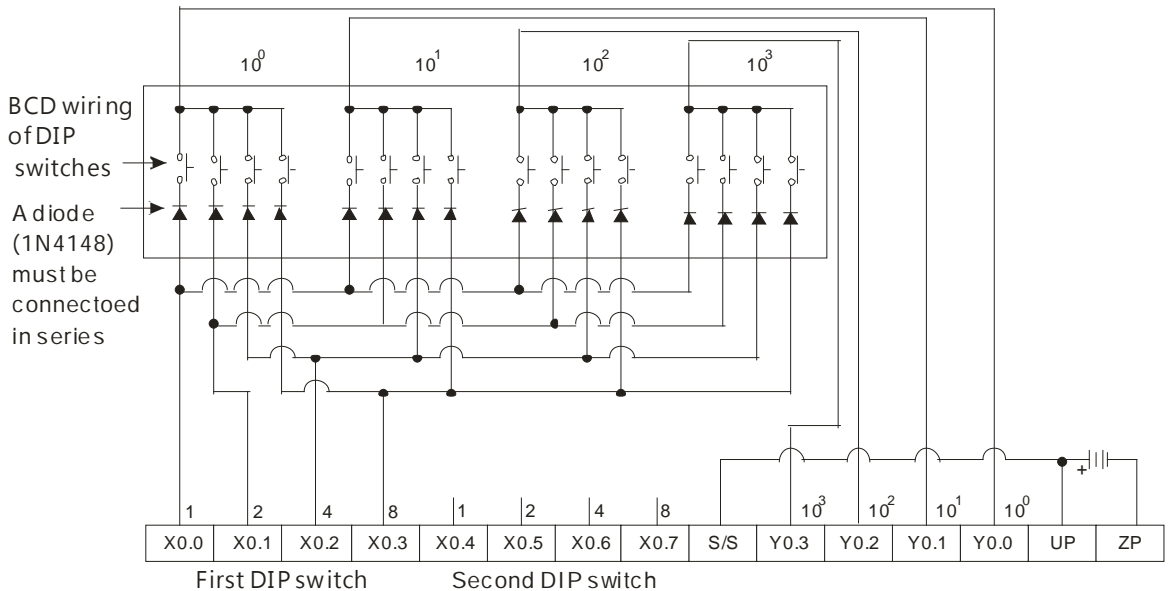 10^0 10^1 10^2 10^3
BCD wiring
of DIP
switches
A diode
(1N4148)
must be
connectoed
in series
1 2 4 8 1 2 4 8 10^3 10^2 10^1 10^0 +
X0.0 X0.1 X0.2 X0.3 X0.4 X0.5 X0.6 X0.7 S/S Y0.3 Y0.2 Y0.1 Y0.0 UP ZP
First DIP switch Second DIP switch